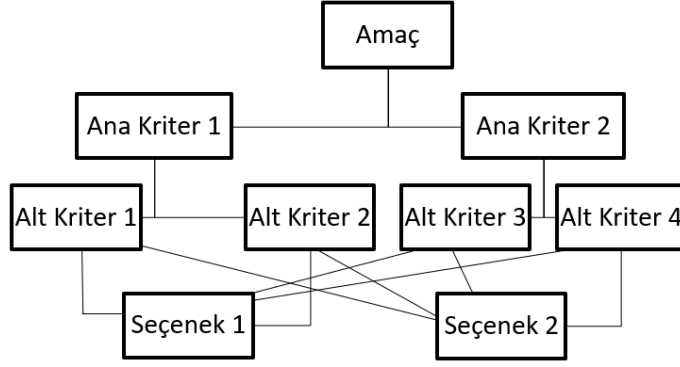 Amaç
Ana Kriter 1
Ana Kriter 2
Alt Kriter 1
Alt Kriter 2
Alt Kriter 3
Alt Kriter 4
Seçenek 1
Seçenek 2